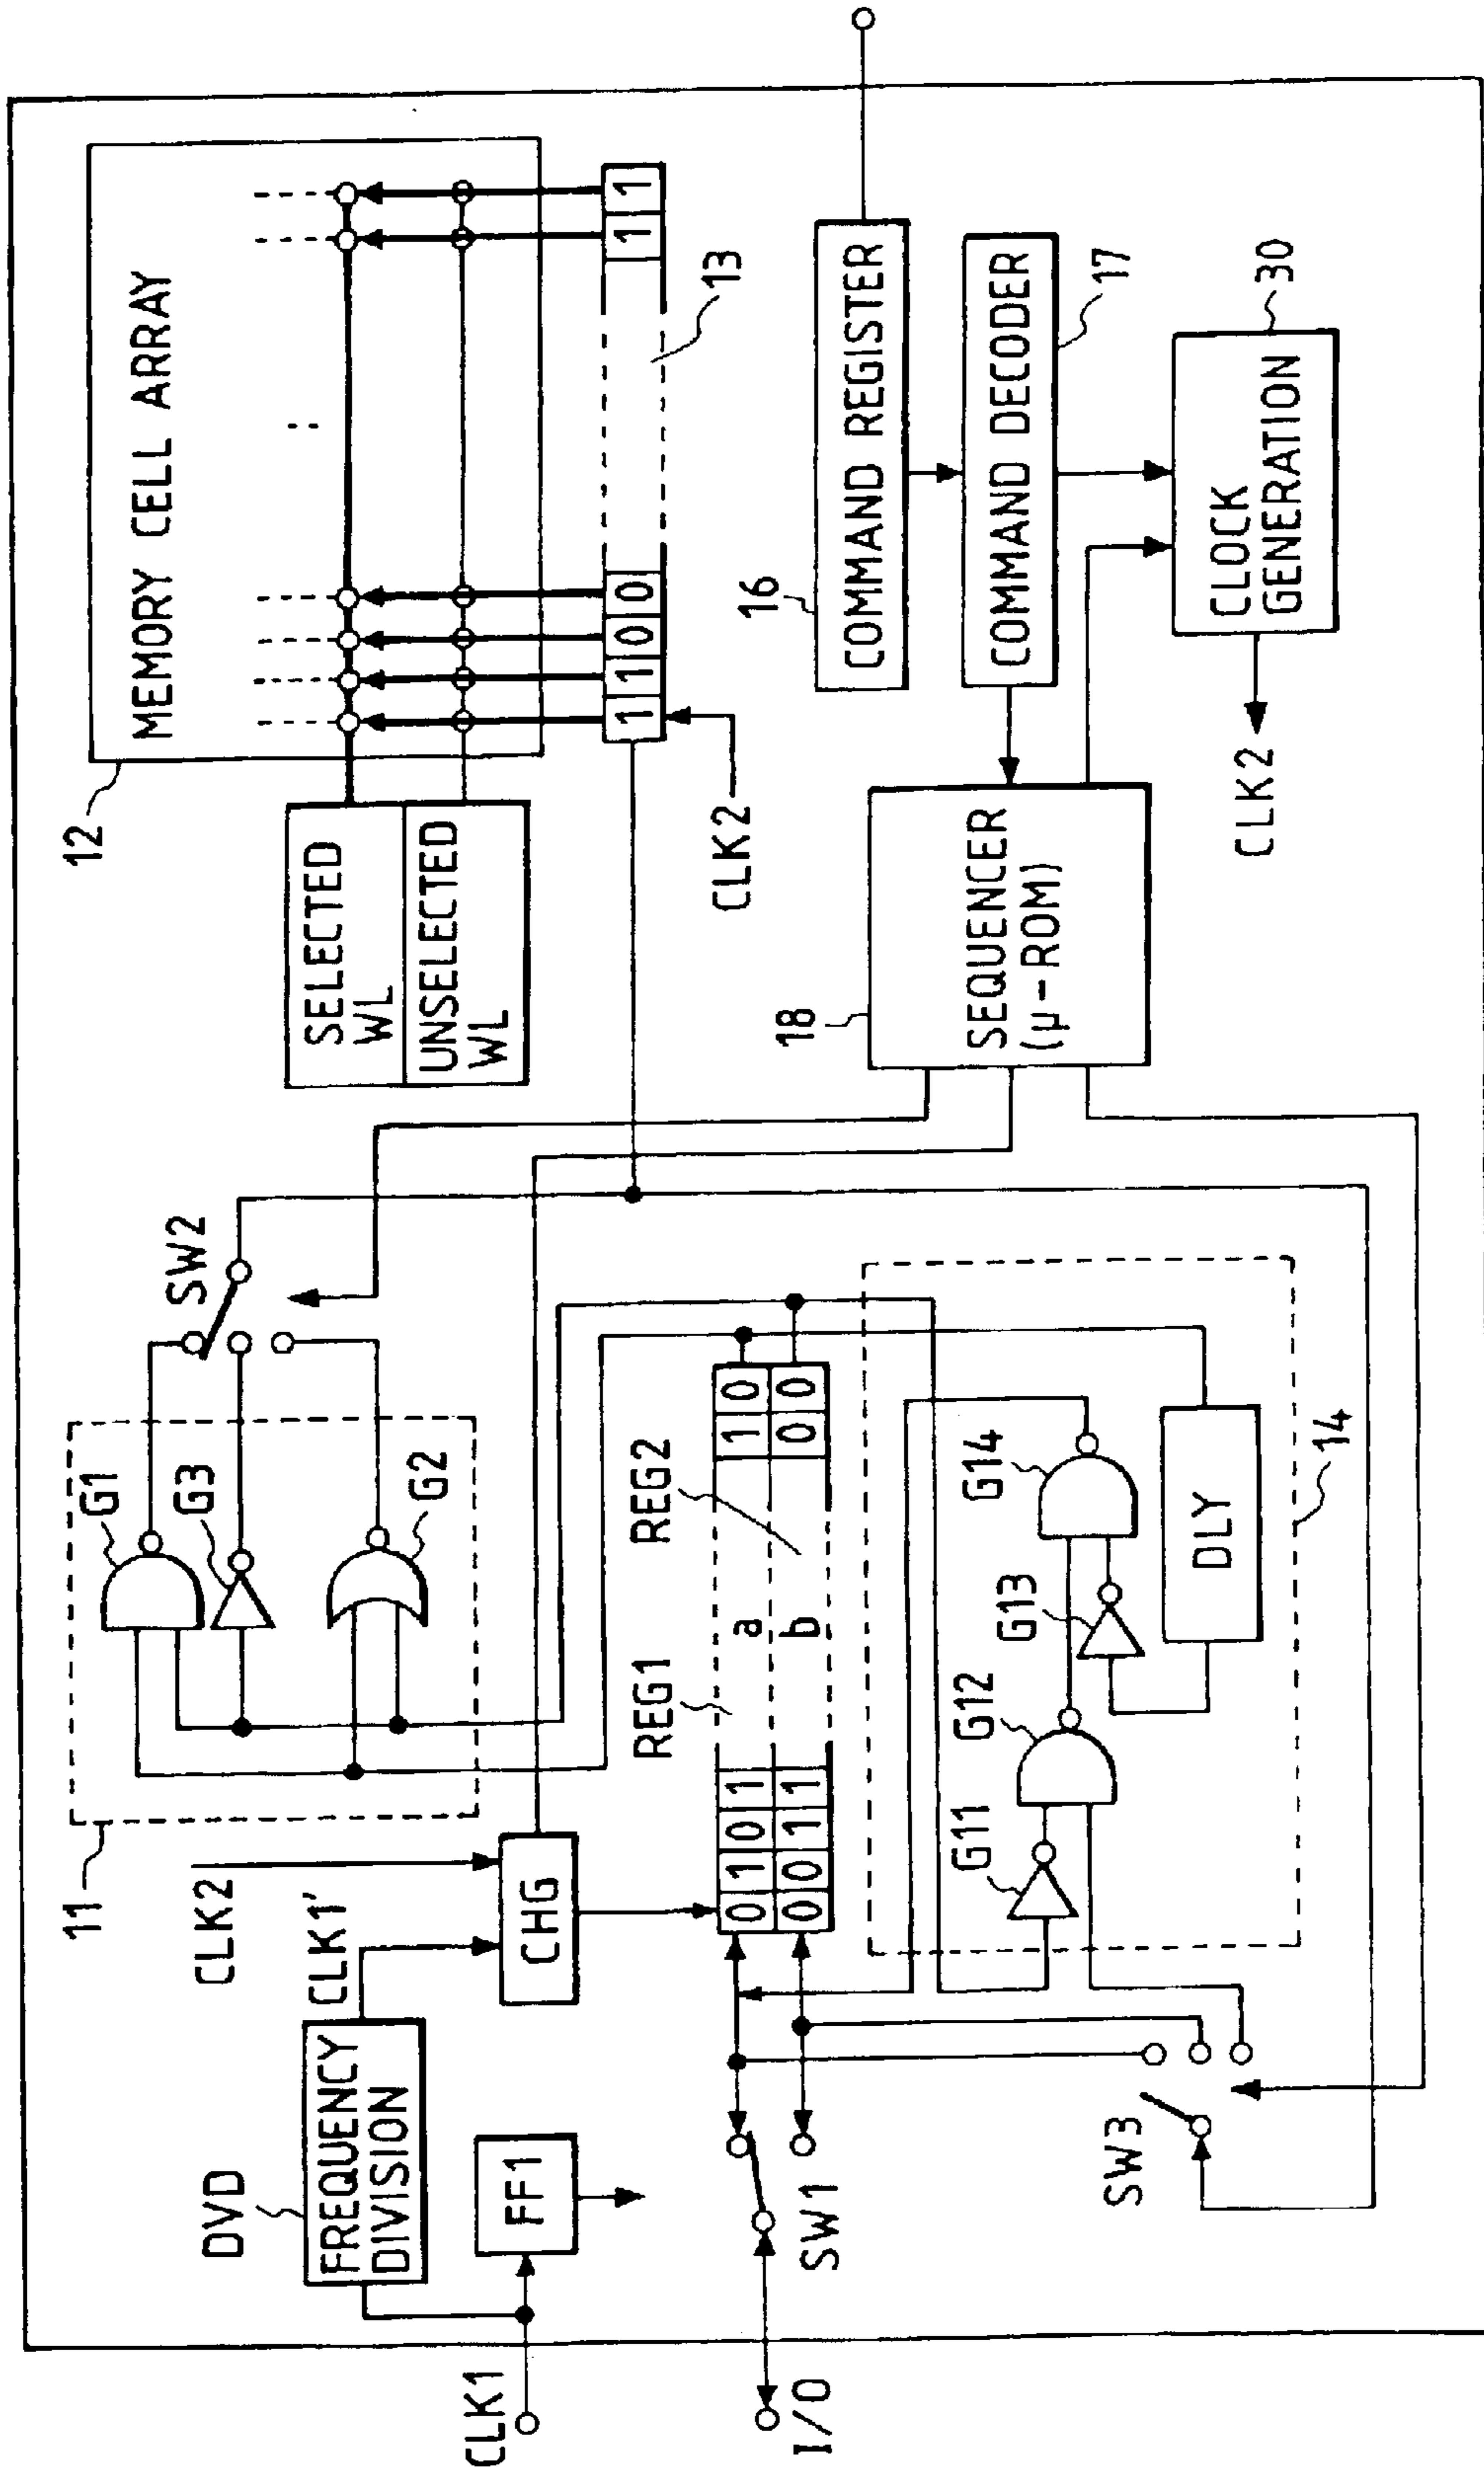 CLK1
I/O
DVD
FREQUENCY
DIVISION
FF1
CLK1'
CLK2
CHG
11
G1
G3
G2
SW2
SW1
REG1
REG2
a
b
0 1 0 1
0 0 1 1
1 0
0 0
SW3
G11
G12
G13
G14
DLY
14
12
MEMORY CELL ARRAY
SELECTED
WL
UNSELECTED
WL
1 1 0 0
1 1
13
CLK2
18
SEQUENCER
(μ-ROM)
16
COMMAND REGISTER
COMMAND DECODER
17
CLOCK
GENERATION
30
CLK2